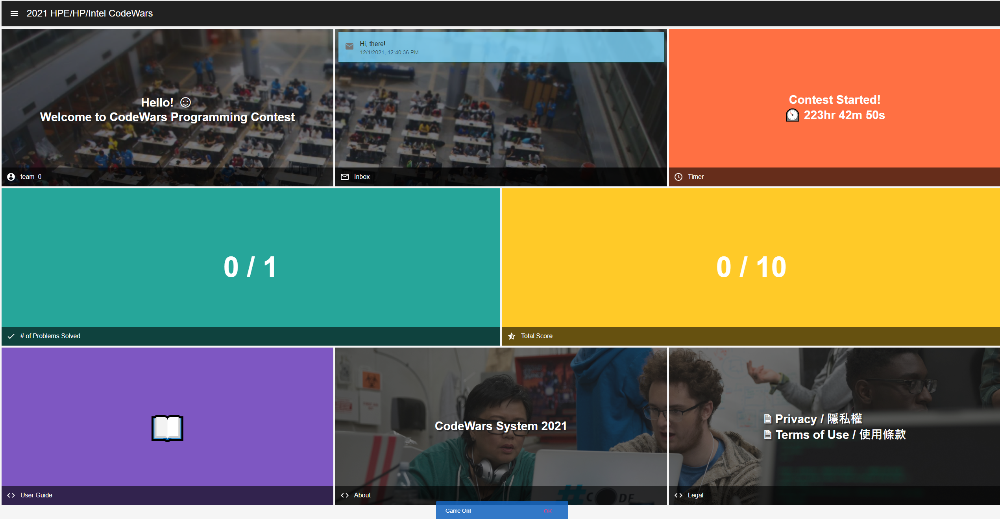 2021 HPE/HP/Intel CodeWars
Hello! ☺
Welcome to CodeWars Programming Contest
team_0
Hi, there!
12/1/2021, 12:40:36 PM
Inbox
Contest Started!
223hr 42m 50s
Timer
0 / 1
# of Problems Solved
0 / 10
Total Score
User Guide
CodeWars System 2021
#CODE
About
Privacy / 隱私權
Terms of Use / 使用條款
Legal
Game On!
OK